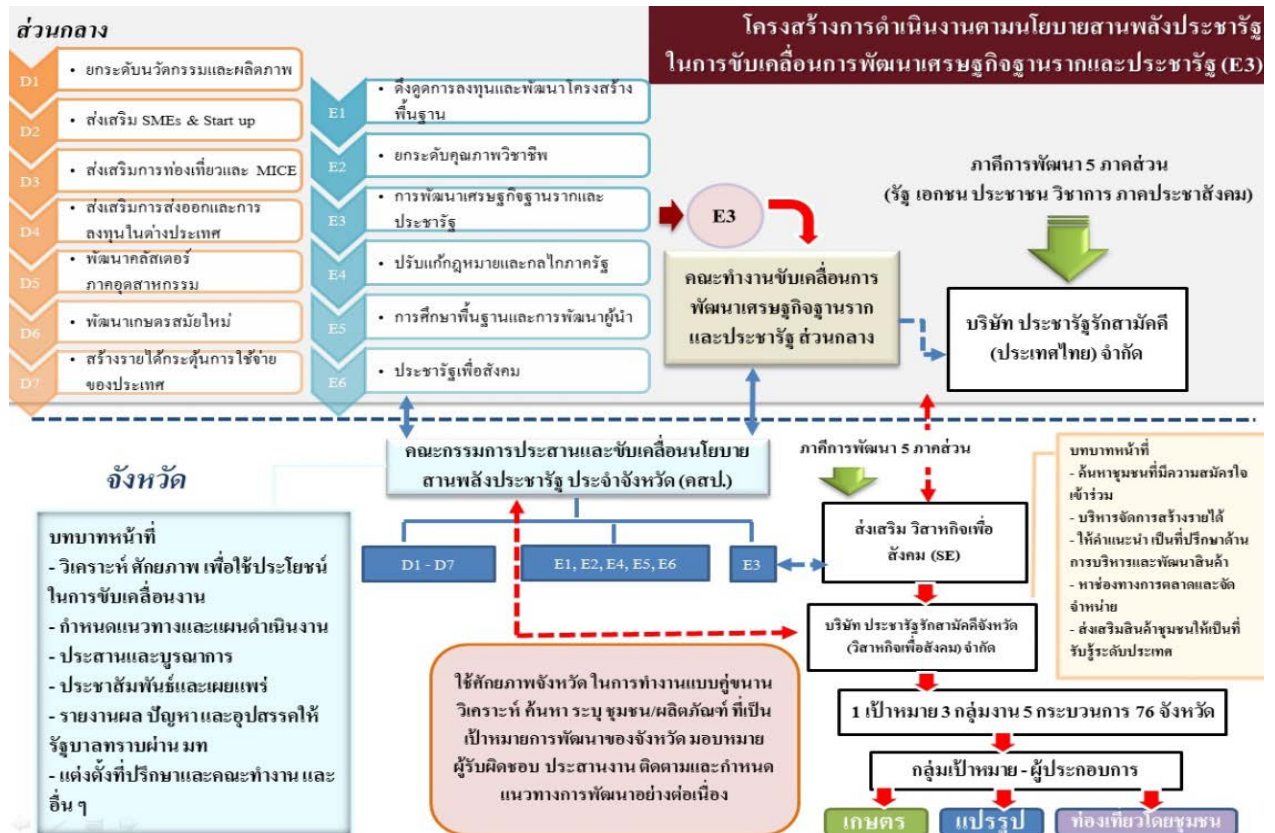 ส่วนกลาง
โครงสร้างการดำเนินงานตามนโยบายสานพลังประชารัฐ
ในการขับเคลื่อนการพัฒนาเศรษฐกิจฐานรากและประชารัฐ (E3)
D1
• ยกระดับนวัตกรรมและผลิตภาพ
D2
• ส่งเสริม SMEs & Start up
D3
• ส่งเสริมการท่องเที่ยวและ MICE
D4
• ส่งเสริมการส่งออกและการ
ลงทุนในต่างประเทศ
D5
• พัฒนาคลัสเตอร์
ภาคอุตสาหกรรม
D6
• พัฒนาเกษตรสมัยใหม่
D7
• สร้างรายได้กระตุ้นการใช้จ่าย
ของประเทศ
E1
• ดึงดูดการลงทุนและพัฒนาโครงสร้าง
พื้นฐาน
E2
• ยกระดับคุณภาพวิชาชีพ
E3
• การพัฒนาเศรษฐกิจฐานรากและ
ประชารัฐ
E4
• ปรับแก้กฎหมายและกลไกภาครัฐ
E5
• การศึกษาพื้นฐานและการพัฒนาผู้นำ
E6
• ประชารัฐเพื่อสังคม
E3
คณะทำงานขับเคลื่อนการ
พัฒนาเศรษฐกิจฐานราก
และประชารัฐ ส่วนกลาง
ภาคีการพัฒนา 5 ภาคส่วน
(รัฐ เอกชน ประชาชน วิชาการ ภาคประชาสังคม)
บริษัท ประชารัฐรักสามัคคี
(ประเทศไทย) จำกัด
จังหวัด
คณะกรรมการประสานและขับเคลื่อนนโยบาย
สานพลังประชารัฐ ประจำจังหวัด (คสป.)
D1 - D7
E1, E2, E4, E5, E6
E3
บทบาทหน้าที่
- วิเคราะห์ ศักยภาพ เพื่อใช้ประโยชน์
ในการขับเคลื่อนงาน
- กำหนดแนวทางและแผนดำเนินงาน
- ประสานและบูรณาการ
- ประชาสัมพันธ์และเผยแพร่
- รายงานผล ปัญหา และอุปสรรคให้
รัฐบาลทราบผ่าน มท
- แต่งตั้งที่ปรึกษาและคณะทำงาน และ
อื่น ๆ
ใช้ศักยภาพจังหวัด ในการทำงานแบบคู่ขนาน
วิเคราะห์ ค้นหา ระบุ ชุมชน/ผลิตภัณฑ์ ที่เป็น
เป้าหมายการพัฒนาของจังหวัด มอบหมาย
ผู้รับผิดชอบ ประสานงาน ติดตามและกำหนด
แนวทางการพัฒนาอย่างต่อเนื่อง
ภาคีการพัฒนา 5 ภาคส่วน
ส่งเสริม วิสาหกิจเพื่อ
สังคม (SE)
บริษัท ประชารัฐรักสามัคคีจังหวัด
(วิสาหกิจเพื่อสังคม) จำกัด
1 เป้าหมาย 3 กลุ่มงาน 5 กระบวนการ 76 จังหวัด
กลุ่มเป้าหมาย - ผู้ประกอบการ
เกษตร
แปรรูป
ท่องเที่ยวโดยชุมชน
บทบาทหน้าที่
- ค้นหาชุมชนที่มีความสมัครใจ
เข้าร่วม
- บริหารจัดการสร้างรายได้
- ให้คำแนะนำ เป็นที่ปรึกษาด้าน
การบริหารและพัฒนาสินค้า
- หาช่องทางการตลาดและจัด
จำหน่าย
- ส่งเสริมสินค้าชุมชนให้เป็นที่
รับรู้ระดับประเทศ